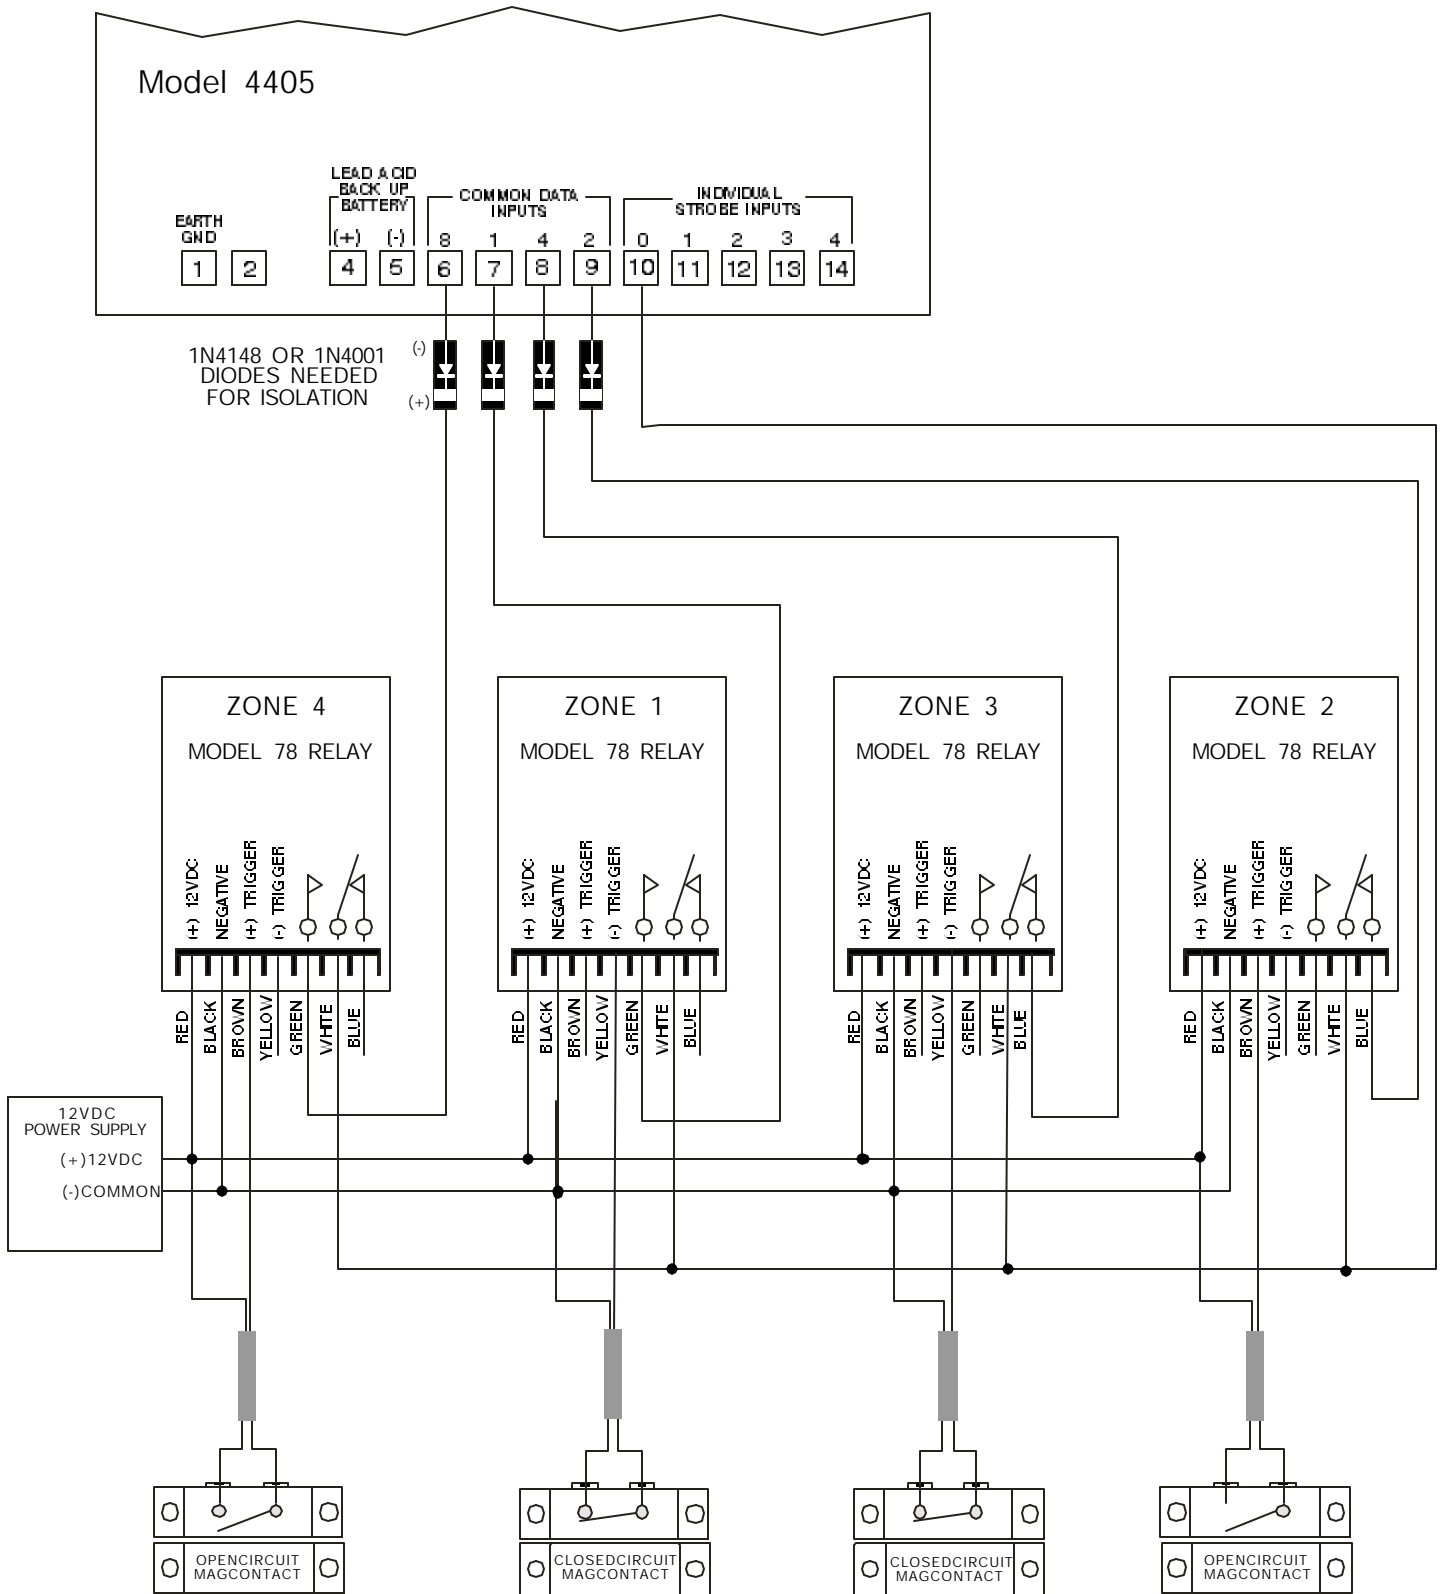 Model 4405
LEAD ACID
BACK UP
BATTERY
COMMON DATA
INPUTS
INDIVIDUAL
STROBE INPUTS
EARTH
GND
(+) (-) 8 1 4 2 0 1 2 3 4
1 2 4 5 6 7 8 9 10 11 12 13 14
1N4148 OR 1N4001
DIODES NEEDED
FOR ISOLATION
(-)
(+)
ZONE 4
MODEL 78 RELAY
(+) 12VDC
NEGATIVE
(+) TRIGGER
(-) TRIGGER
RED
BLACK
BROWN
YELLOW
GREEN
WHITE
BLUE
ZONE 1
MODEL 78 RELAY
(+) 12VDC
NEGATIVE
(+) TRIGGER
(-) TRIGGER
RED
BLACK
BROWN
YELLOW
GREEN
WHITE
BLUE
ZONE 3
MODEL 78 RELAY
(+) 12VDC
NEGATIVE
(+) TRIGGER
(-) TRIGGER
RED
BLACK
BROWN
YELLOW
GREEN
WHITE
BLUE
ZONE 2
MODEL 78 RELAY
(+) 12VDC
NEGATIVE
(+) TRIGGER
(-) TRIGGER
RED
BLACK
BROWN
YELLOW
GREEN
WHITE
BLUE
12VDC
POWER SUPPLY
(+)12VDC
(-)COMMON
OPENCIRCUIT
MAGCONTACT
CLOSEDCIRCUIT
MAGCONTACT
CLOSEDCIRCUIT
MAGCONTACT
OPENCIRCUIT
MAGCONTACT